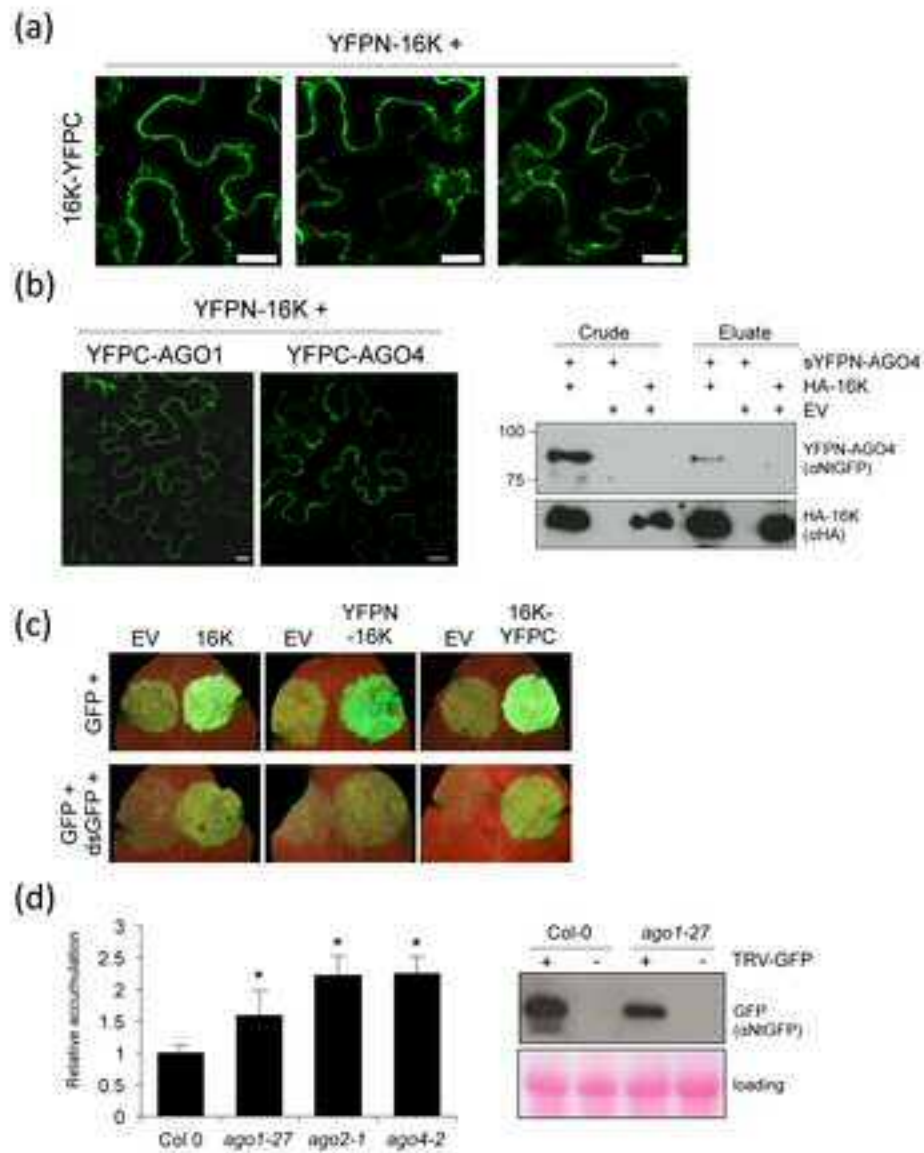 (a)
YFPN-16K +
16K-YFPC
(b)
YFPN-16K +
YFPC-AGO1 YFPC-AGO4
Crude Eluate
+ + + + sYFPN-AGO4
+ + + + HA-16K
+ + + + EV
100
75
YFPN-AGO4
(αNtGFP)
HA-16K
(αHA)
(c)
EV 16K EV YFPN-16K EV 16K-YFPC
GFP +
GFP +
dsGFP +
(d)
Relative accumulation
3
2.5
2
1.5
1
0.5
0
* * *
Col 0 ago1-27 ago2-1 ago4-2
Col-0 ago1-27
+ - + - TRV-GFP
GFP
(αNtGFP)
loading